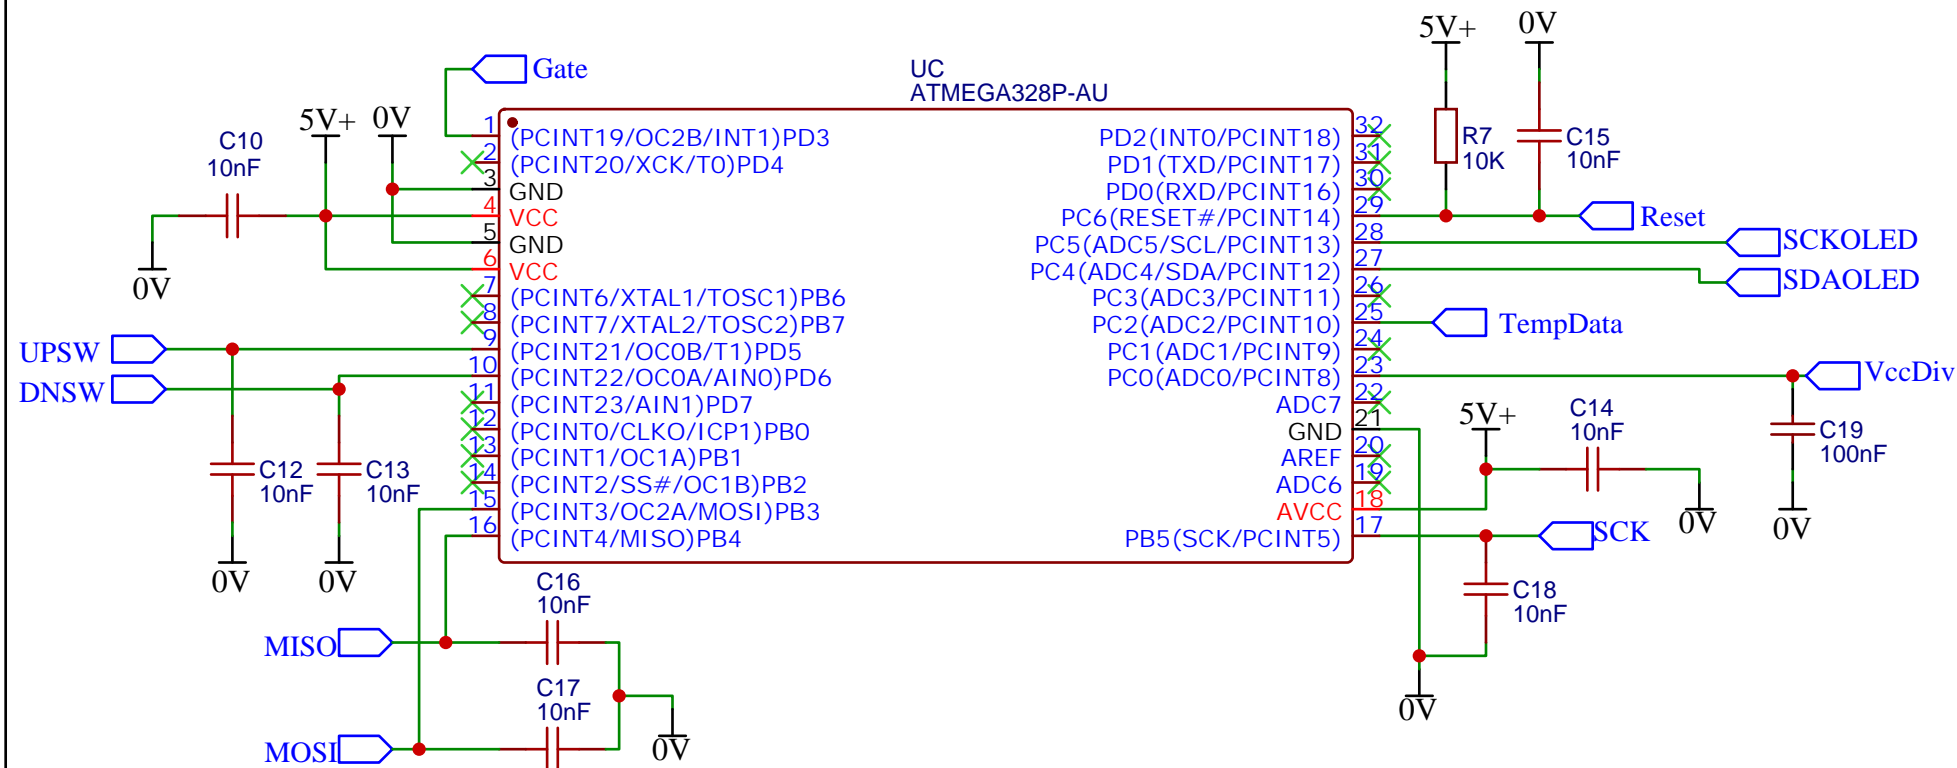 5V+
0V
Gate
UC
ATMEGA328P-AU
C10
10nF
5V+
0V
R7
10K
C15
10nF
1
(PCINT19/OC2B/INT1)PD3
2
(PCINT20/XCK/T0)PD4
3
GND
4
VCC
5
GND
6
VCC
7
(PCINT6/XTAL1/TOSC1)PB6
8
(PCINT7/XTAL2/TOSC2)PB7
9
(PCINT21/OC0B/T1)PD5
10
(PCINT22/OC0A/AIN0)PD6
11
(PCINT23/AIN1)PD7
12
(PCINT0/CLKO/ICP1)PB0
13
(PCINT1/OC1A)PB1
14
(PCINT2/SS#/OC1B)PB2
15
(PCINT3/OC2A/MOSI)PB3
16
(PCINT4/MISO)PB4
PD2(INT0/PCINT18)
32
PD1(TXD/PCINT17)
31
PD0(RXD/PCINT16)
30
PC6(RESET#/PCINT14)
29
PC5(ADC5/SCL/PCINT13)
28
PC4(ADC4/SDA/PCINT12)
27
PC3(ADC3/PCINT11)
26
PC2(ADC2/PCINT10)
25
PC1(ADC1/PCINT9)
24
PC0(ADC0/PCINT8)
23
ADC7
22
GND
21
AREF
20
ADC6
19
AVCC
18
PB5(SCK/PCINT5)
17
Reset
SCKOLED
SDAOLED
TempData
VccDiv
0V
UPSW
DNSW
C12
10nF
C13
10nF
0V
0V
5V+
C14
10nF
0V
C19
100nF
0V
SCK
C18
10nF
0V
C16
10nF
MISO
C17
10nF
MOSI
0V